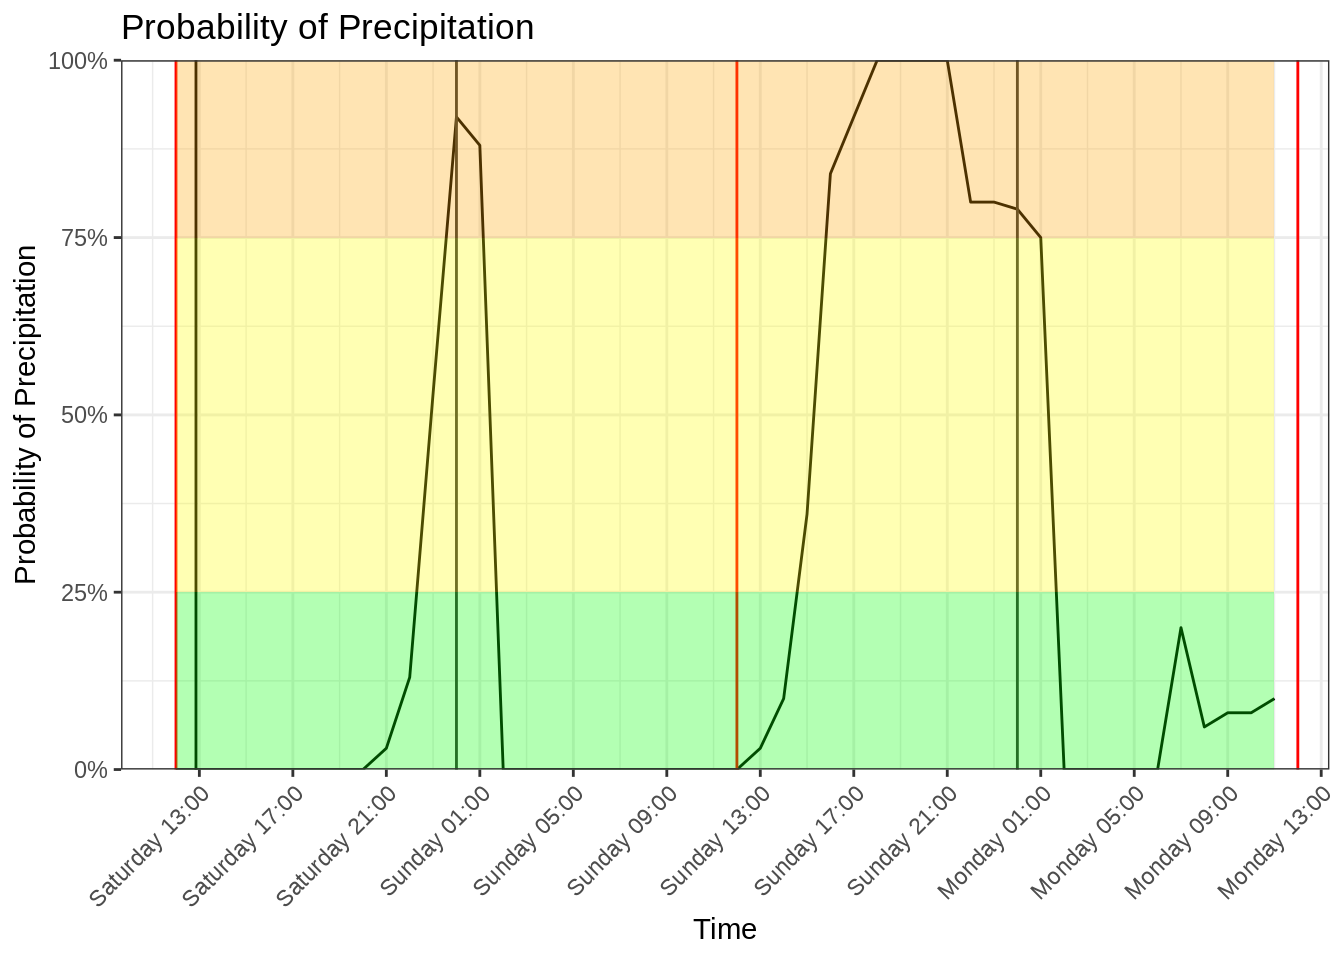 Probability of Precipitation
Probability of Precipitation
100%
75%
50%
25%
0%
Saturday 13:00
Saturday 17:00
Saturday 21:00
Sunday 01:00
Sunday 05:00
Sunday 09:00
Sunday 13:00
Sunday 17:00
Sunday 21:00
Monday 01:00
Monday 05:00
Monday 09:00
Monday 13:00
Time